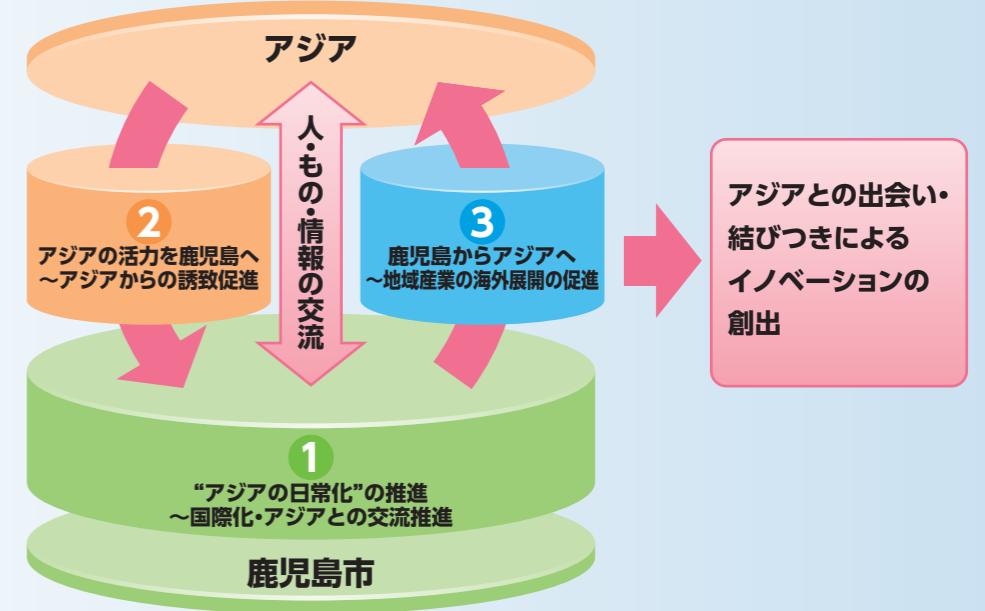 アジア
人・もの・情報の交流
2
アジアの活力を鹿児島へ
～アジアからの誘致促進
3
鹿児島からアジアへ
～地域産業の海外展開の促進
アジアとの出会い・
結びつきによる
イノベーションの
創出
1
“アジアの日常化”の推進
～国際化・アジアとの交流推進
鹿児島市